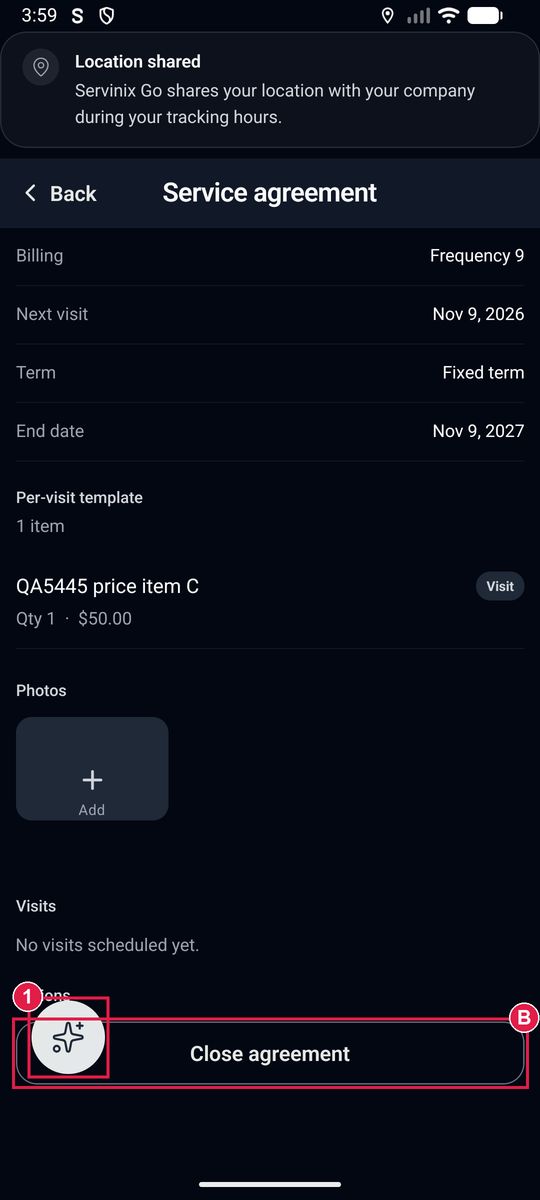 3:59 S
Location shared
Servinix Go shares your location with your company
during your tracking hours.
Back
Service agreement
Billing
Frequency 9
Next visit
Nov 9, 2026
Term
Fixed term
End date
Nov 9, 2027
Per-visit template
1 item
QA5445 price item C
Visit
Qty 1 · $50.00
Photos
Add
Visits
No visits scheduled yet.
1
B
Close agreement